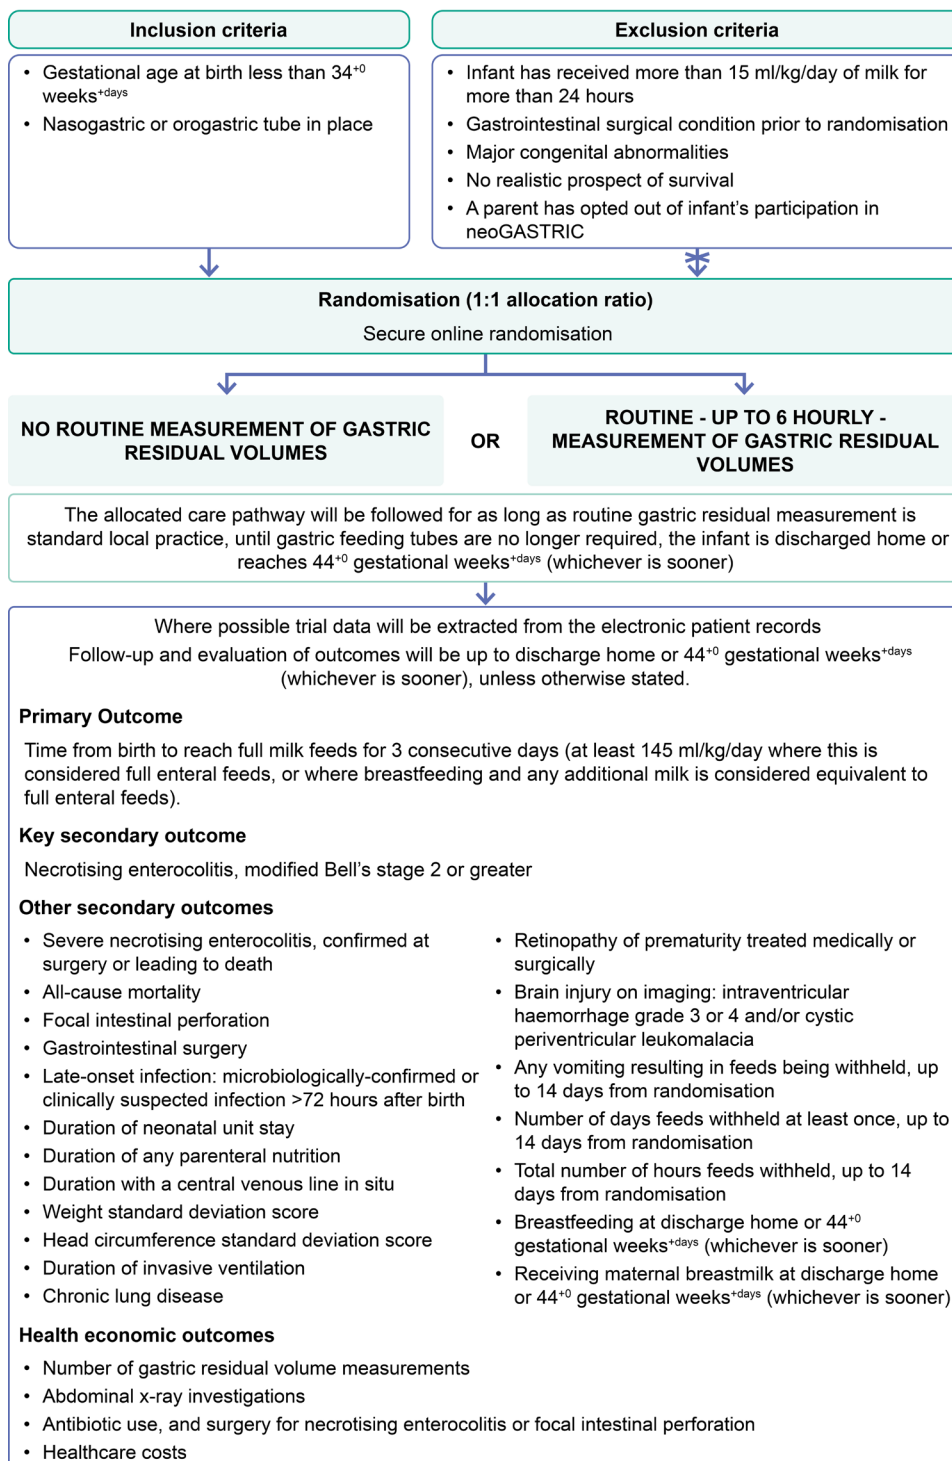 Inclusion criteria
• Gestational age at birth less than 34⁺⁰
weeks⁺ᵈᵃʸˢ
• Nasogastric or orogastric tube in place
Exclusion criteria
• Infant has received more than 15 ml/kg/day of milk for
more than 24 hours
• Gastrointestinal surgical condition prior to randomisation
• Major congenital abnormalities
• No realistic prospect of survival
• A parent has opted out of infant’s participation in
neoGASTRIC
Randomisation (1:1 allocation ratio)
Secure online randomisation
NO ROUTINE MEASUREMENT OF GASTRIC
RESIDUAL VOLUMES
OR
ROUTINE - UP TO 6 HOURLY -
MEASUREMENT OF GASTRIC RESIDUAL
VOLUMES
The allocated care pathway will be followed for as long as routine gastric residual measurement is
standard local practice, until gastric feeding tubes are no longer required, the infant is discharged home or
reaches 44⁺⁰ gestational weeks⁺ᵈᵃʸˢ (whichever is sooner)
Where possible trial data will be extracted from the electronic patient records
Follow-up and evaluation of outcomes will be up to discharge home or 44⁺⁰ gestational weeks⁺ᵈᵃʸˢ
(whichever is sooner), unless otherwise stated.
Primary Outcome
Time from birth to reach full milk feeds for 3 consecutive days (at least 145 ml/kg/day where this is
considered full enteral feeds, or where breastfeeding and any additional milk is considered equivalent to
full enteral feeds).
Key secondary outcome
Necrotising enterocolitis, modified Bell’s stage 2 or greater
Other secondary outcomes
• Severe necrotising enterocolitis, confirmed at
surgery or leading to death
• All-cause mortality
• Focal intestinal perforation
• Gastrointestinal surgery
• Late-onset infection: microbiologically-confirmed or
clinically suspected infection >72 hours after birth
• Duration of neonatal unit stay
• Duration of any parenteral nutrition
• Duration with a central venous line in situ
• Weight standard deviation score
• Head circumference standard deviation score
• Duration of invasive ventilation
• Chronic lung disease
• Retinopathy of prematurity treated medically or
surgically
• Brain injury on imaging: intraventricular
haemorrhage grade 3 or 4 and/or cystic
periventricular leukomalacia
• Any vomiting resulting in feeds being withheld, up
to 14 days from randomisation
• Number of days feeds withheld at least once, up to
14 days from randomisation
• Total number of hours feeds withheld, up to 14
days from randomisation
• Breastfeeding at discharge home or 44⁺⁰
gestational weeks⁺ᵈᵃʸˢ (whichever is sooner)
• Receiving maternal breastmilk at discharge home
or 44⁺⁰ gestational weeks⁺ᵈᵃʸˢ (whichever is sooner)
Health economic outcomes
• Number of gastric residual volume measurements
• Abdominal x-ray investigations
• Antibiotic use, and surgery for necrotising enterocolitis or focal intestinal perforation
• Healthcare costs